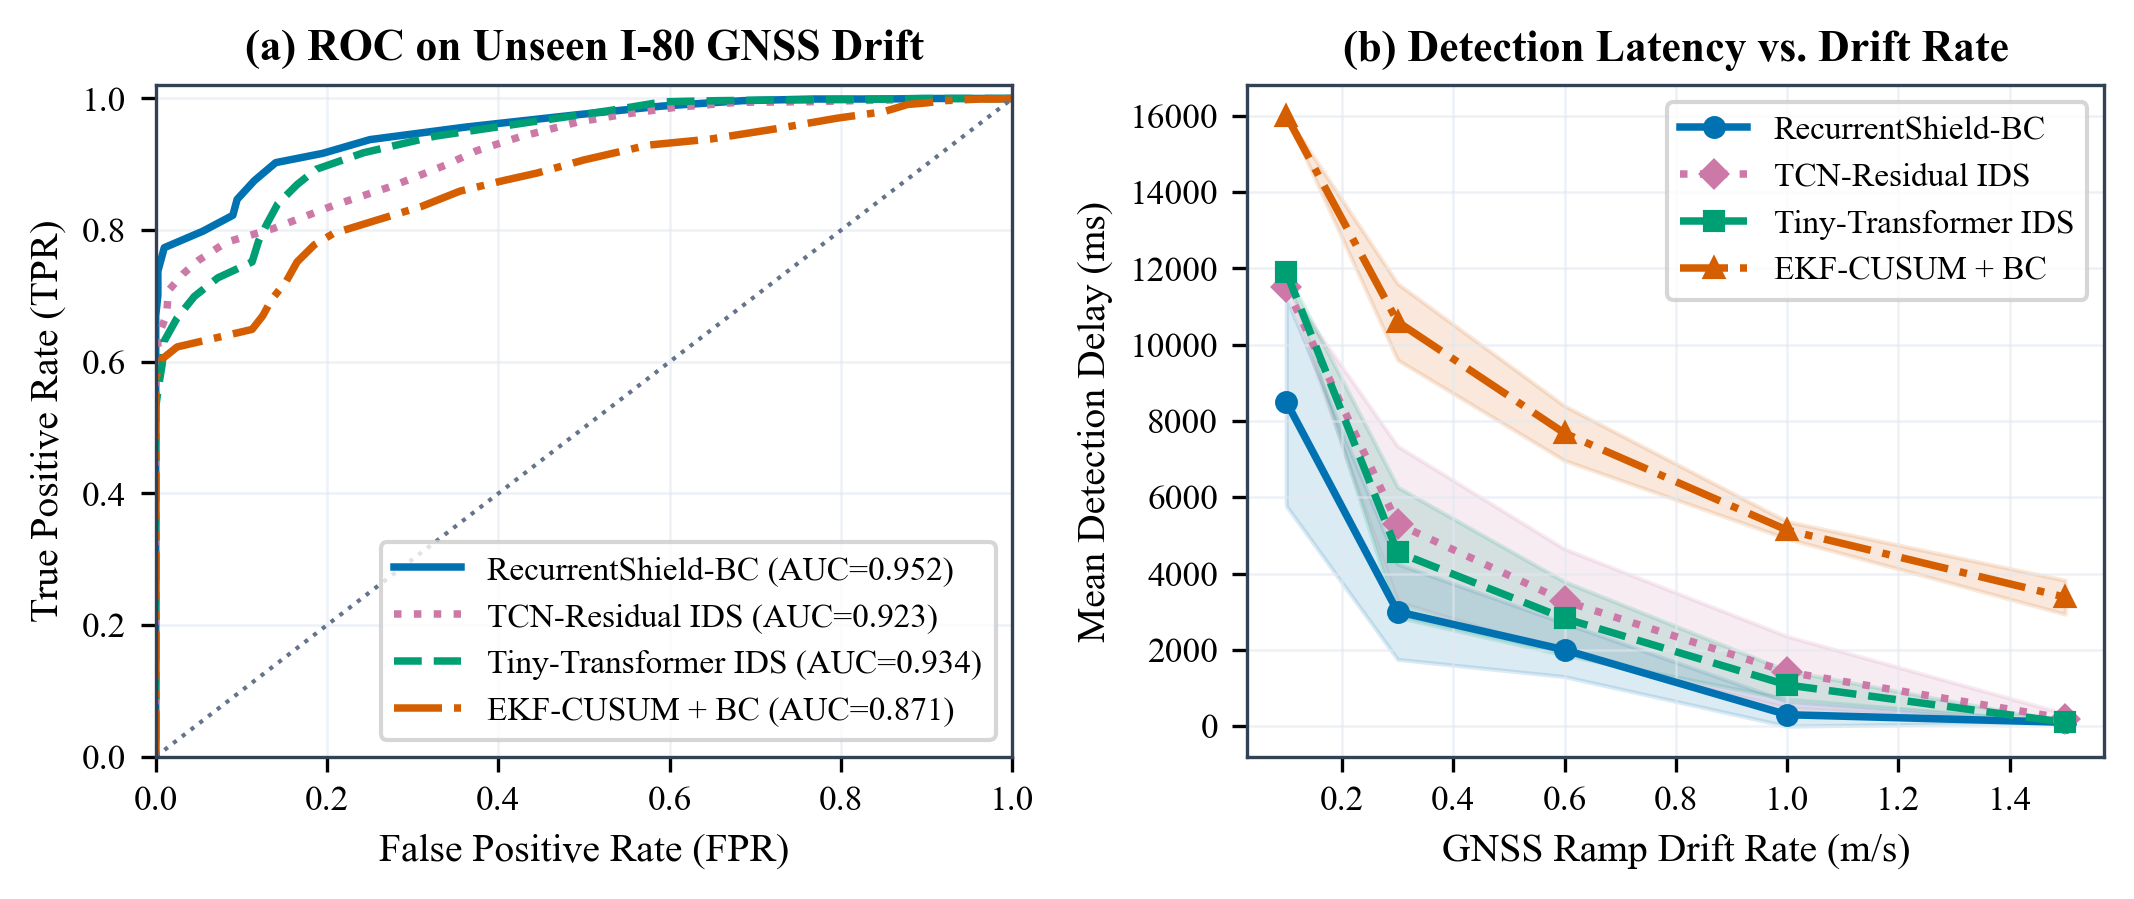 (a) ROC on Unseen I-80 GNSS Drift
1.0
0.8
0.6
0.4
0.2
0.0
True Positive Rate (TPR)
RecurrentShield-BC (AUC=0.952)
TCN-Residual IDS (AUC=0.923)
Tiny-Transformer IDS (AUC=0.934)
EKF-CUSUM + BC (AUC=0.871)
0.0 0.2 0.4 0.6 0.8 1.0
False Positive Rate (FPR)
(b) Detection Latency vs. Drift Rate
16000
14000
12000
10000
8000
6000
4000
2000
0
Mean Detection Delay (ms)
RecurrentShield-BC
TCN-Residual IDS
Tiny-Transformer IDS
EKF-CUSUM + BC
0.2 0.4 0.6 0.8 1.0 1.2 1.4
GNSS Ramp Drift Rate (m/s)